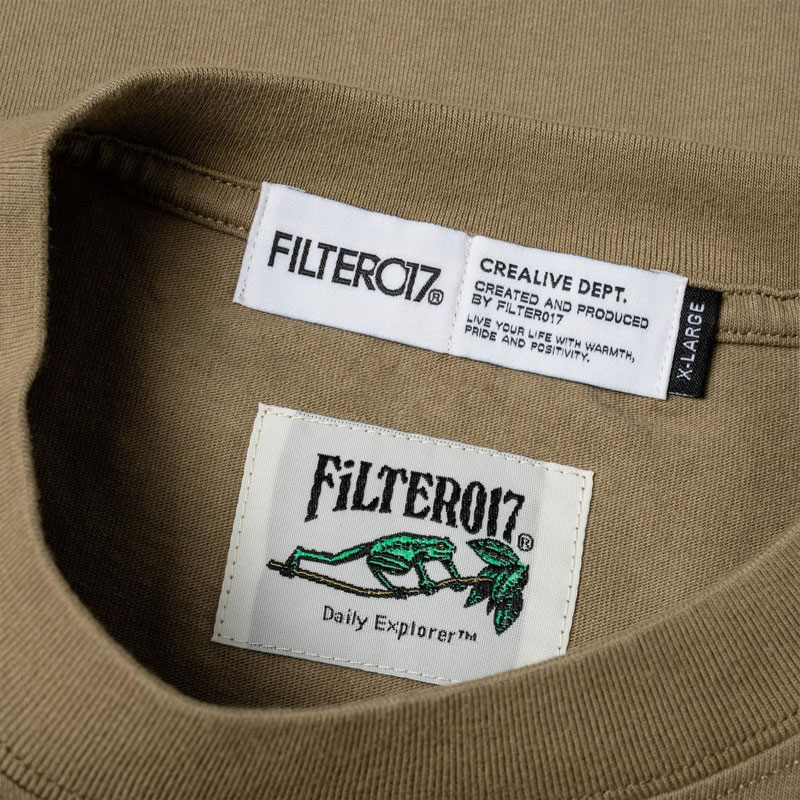 FILTER017®
CREALIVE DEPT.
CREATED AND PRODUCED
BY FILTER017
LIVE YOUR LIFE WITH WARMTH,
PRIDE AND POSITIVITY.
X-LARGE
FiLTER017®
Daily Explorer™